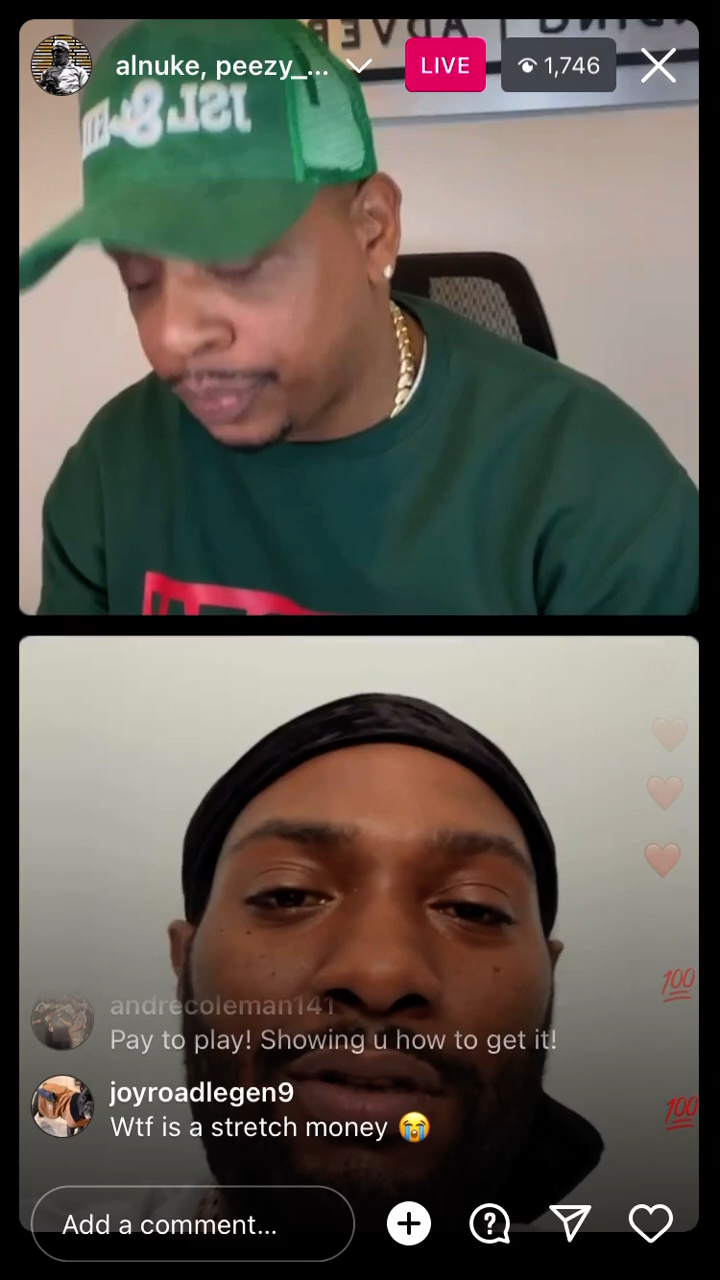 alnuke, peezy_...
LIVE
1,746
JSL&
andrecoleman141
Pay to play! Showing u how to get it!
joyroadlegen9
Wtf is a stretch money 😭
Add a comment...